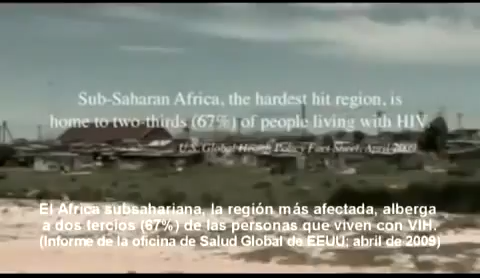 Sub-Saharan Africa, the hardest hit region, is
home to two-thirds (67%) of people living with HIV.
U.S. Global Health Policy Fact Sheet, April 2009
El Africa subsahariana, la región más afectada, alberga
a dos tercios (67%) de las personas que viven con VIH.
(Informe de la oficina de Salud Global de EEUU; abril de 2009)